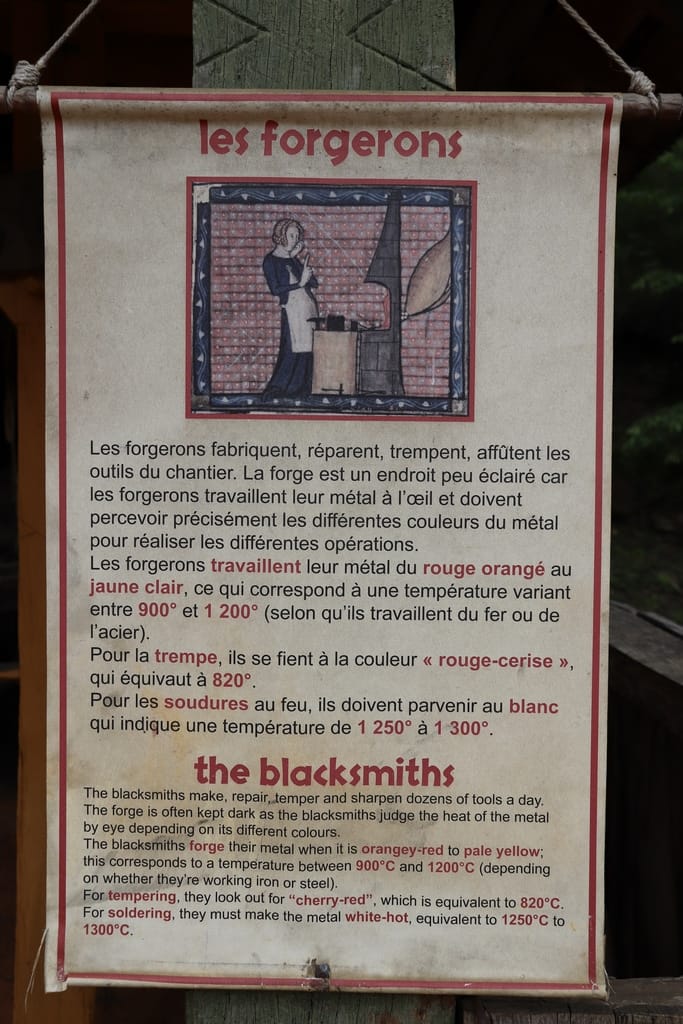 les forgerons
Les forgerons fabriquent, réparent, trempent, affûtent les
outils du chantier. La forge est un endroit peu éclairé car
les forgerons travaillent leur métal à l'œil et doivent
percevoir précisément les différentes couleurs du métal
pour réaliser les différentes opérations.
Les forgerons travaillent leur métal du rouge orangé au
jaune clair, ce qui correspond à une température variant
entre 900° et 1 200° (selon qu'ils travaillent du fer ou de
l'acier).
Pour la trempe, ils se fient à la couleur « rouge-cerise »,
qui équivaut à 820°.
Pour les soudures au feu, ils doivent parvenir au blanc
qui indique une température de 1 250° à 1 300°.
the blacksmiths
The blacksmiths make, repair, temper and sharpen dozens of tools a day.
The forge is often kept dark as the blacksmiths judge the heat of the metal
by eye depending on its different colours.
The blacksmiths forge their metal when it is orangey-red to pale yellow;
this corresponds to a temperature between 900°C and 1200°C (depending
on whether they're working iron or steel).
For tempering, they look out for "cherry-red", which is equivalent to 820°C.
For soldering, they must make the metal white-hot, equivalent to 1250°C to
1300°C.